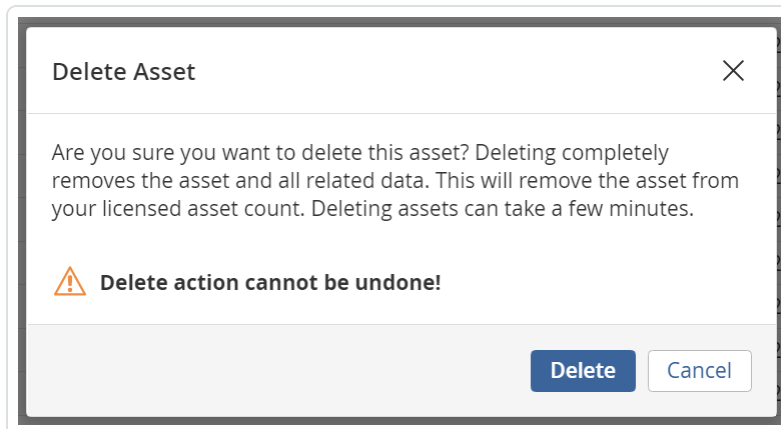 Delete Asset
Are you sure you want to delete this asset? Deleting completely
removes the asset and all related data. This will remove the asset from
your licensed asset count. Deleting assets can take a few minutes.
Delete action cannot be undone!
Delete
Cancel